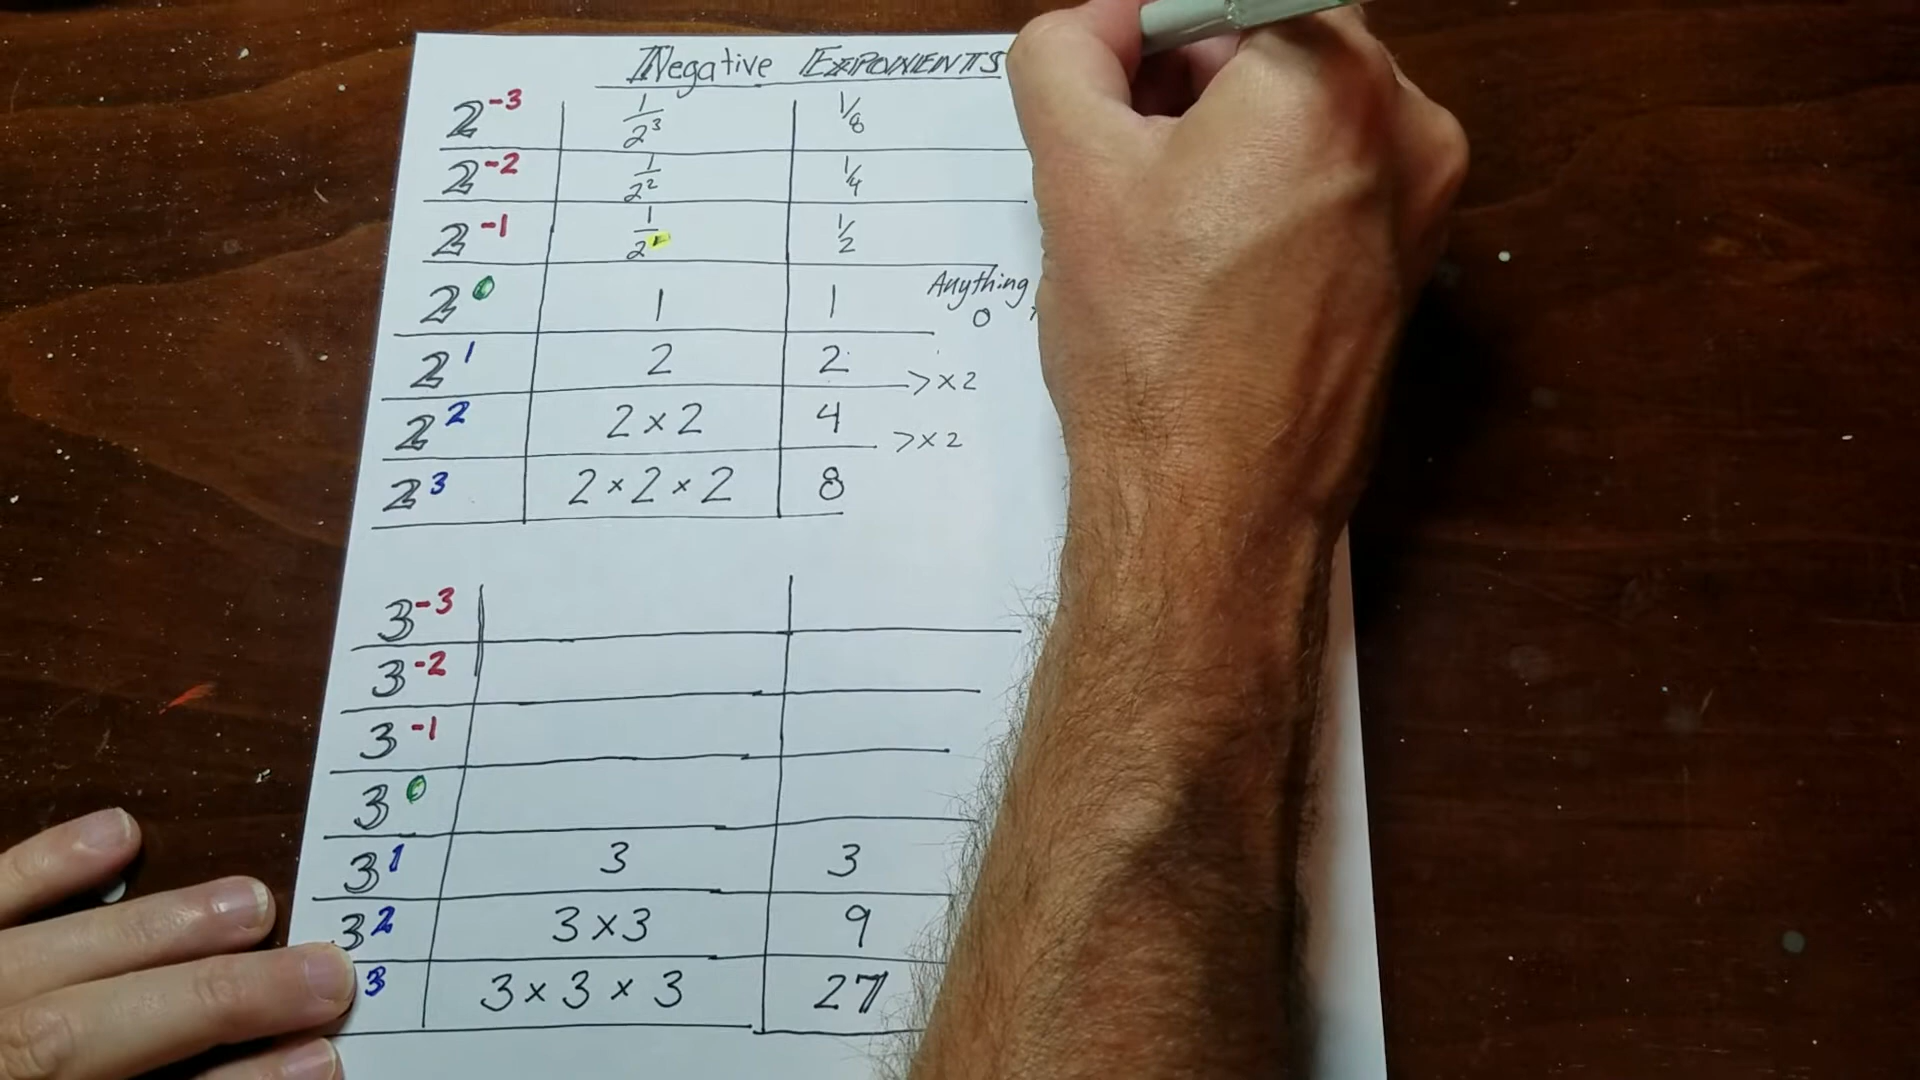 Negative EXPONENTS
2^-3 1/2^3 1/8
2^-2 1/2^2 1/4
2^-1 1/2^1 1/2
2^0 1 1 Anything
0
2^1 2 2
> x 2
2^2 2 x 2 4
> x 2
2^3 2 x 2 x 2 8
3^-3
3^-2
3^-1
3^0
3^1 3 3
3^2 3 x 3 9
3 3 x 3 x 3 27